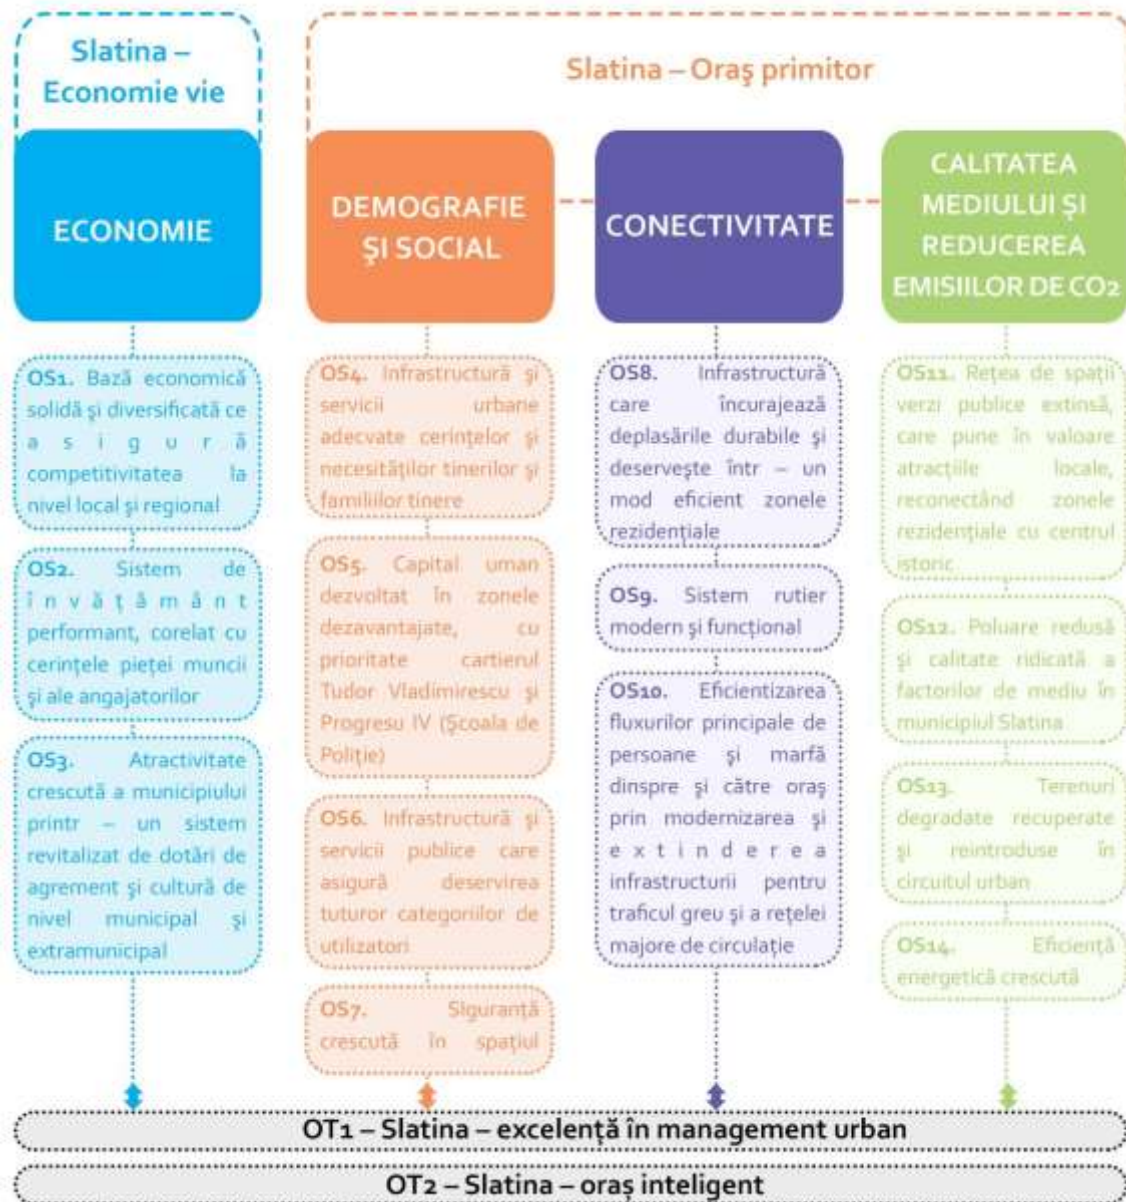 Slatina –
Economie vie
Slatina – Oraş primitor
ECONOMIE
DEMOGRAFIE
ŞI SOCIAL
CONECTIVITATE
CALITATEA
MEDIULUI ŞI
REDUCEREA
EMISIILOR DE CO2
OS1. Bază economică
solidă şi diversificată ce
a s i g u r ă
competitivitatea la
nivel local şi regional
OS2. Sistem de
î n v ă ţ ă m â n t
performant, corelat cu
cerinţele pieţei muncii
şi ale angajatorilor
OS3. Atractivitate
crescută a municipiului
printr – un sistem
revitalizat de dotări de
agrement şi cultură de
nivel municipal şi
extramunicipal
OS4. Infrastructură şi
servicii urbane
adecvate cerinţelor şi
necesităţilor tinerilor şi
familiilor tinere
OS5. Capital uman
dezvoltat în zonele
dezavantajate, cu
prioritate cartierul
Tudor Vladimirescu şi
Progresu IV (Şcoala de
Poliţie)
OS6. Infrastructură şi
servicii publice care
asigură deservirea
tuturor categoriilor de
utilizatori
OS7. Siguranţă
crescută în spaţiul
OS8. Infrastructură
care încurajează
deplasările durabile şi
deserveşte într – un
mod eficient zonele
rezidenţiale
OS9. Sistem rutier
modern şi funcţional
OS10. Eficientizarea
fluxurilor principale de
persoane şi marfă
dinspre şi către oraş
prin modernizarea şi
e x t i n d e r e a
infrastructurii pentru
traficul greu şi a reţelei
majore de circulaţie
OS11. Reţea de spaţii
verzi publice extinsă,
care pune în valoare
atracţiile locale,
reconectând zonele
rezidenţiale cu centrul
istoric
OS12. Poluare redusă
şi calitate ridicată a
factorilor de mediu în
municipiul Slatina
OS13. Terenuri
degradate recuperate
şi reintroduse în
circuitul urban
OS14. Eficienţă
energetică crescută
OT1 – Slatina – excelenţă în management urban
OT2 – Slatina – oraş inteligent